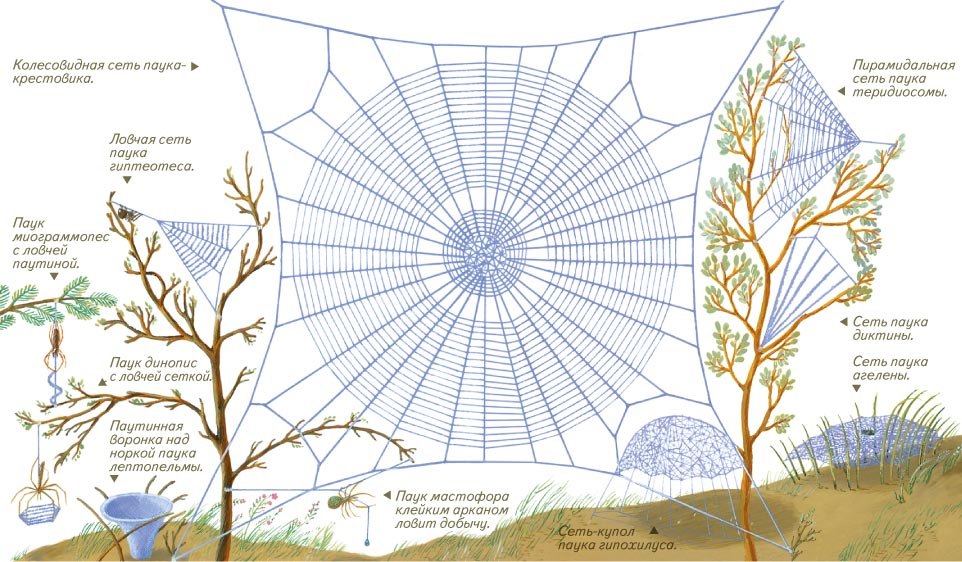 Колесовидная сеть паука-
крестовика.
Ловчая сеть
паука
гиптеотеса.
Паук
миограммопес
с ловчей
паутиной.
Паук динопис
с ловчей сеткой.
Паутинная
воронка над
норкой паука
лептопельмы.
Паук мастофора
клейким арканом
ловит добычу.
Сеть-купол
паука гипохилуса.
Пирамидальная
сеть паука
теридиосомы.
Сеть паука
диктины.
Сеть паука
агелены.